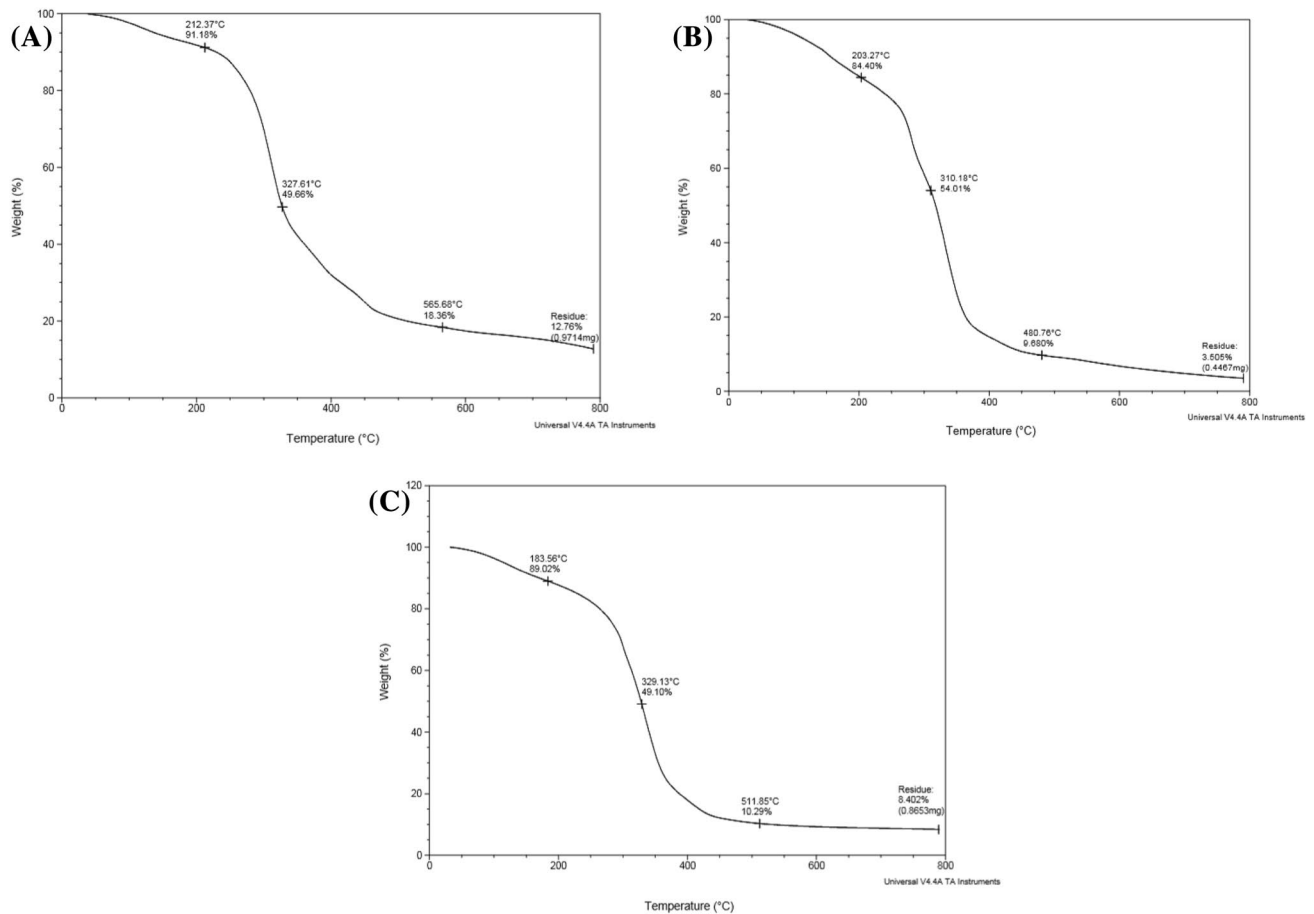 (A)
100
80
60
40
20
0
Weight (%)
212.37°C
91.18%
327.61°C
49.66%
565.68°C
18.36%
Residue:
12.76%
(0.9714mg)
0
200
400
600
800
Universal V4.4A TA Instruments
Temperature (°C)
(B)
100
80
60
40
20
0
Weight (%)
203.27°C
84.40%
310.18°C
54.01%
480.76°C
9.680%
Residue:
3.505%
(0.4467mg)
0
200
400
600
800
Universal V4.4A TA Instruments
Temperature (°C)
(C)
120
100
80
60
40
20
0
Weight (%)
183.56°C
89.02%
329.13°C
49.10%
511.85°C
10.29%
Residue:
8.402%
(0.8653mg)
0
200
400
600
800
Universal V4.4A TA Instruments
Temperature (°C)